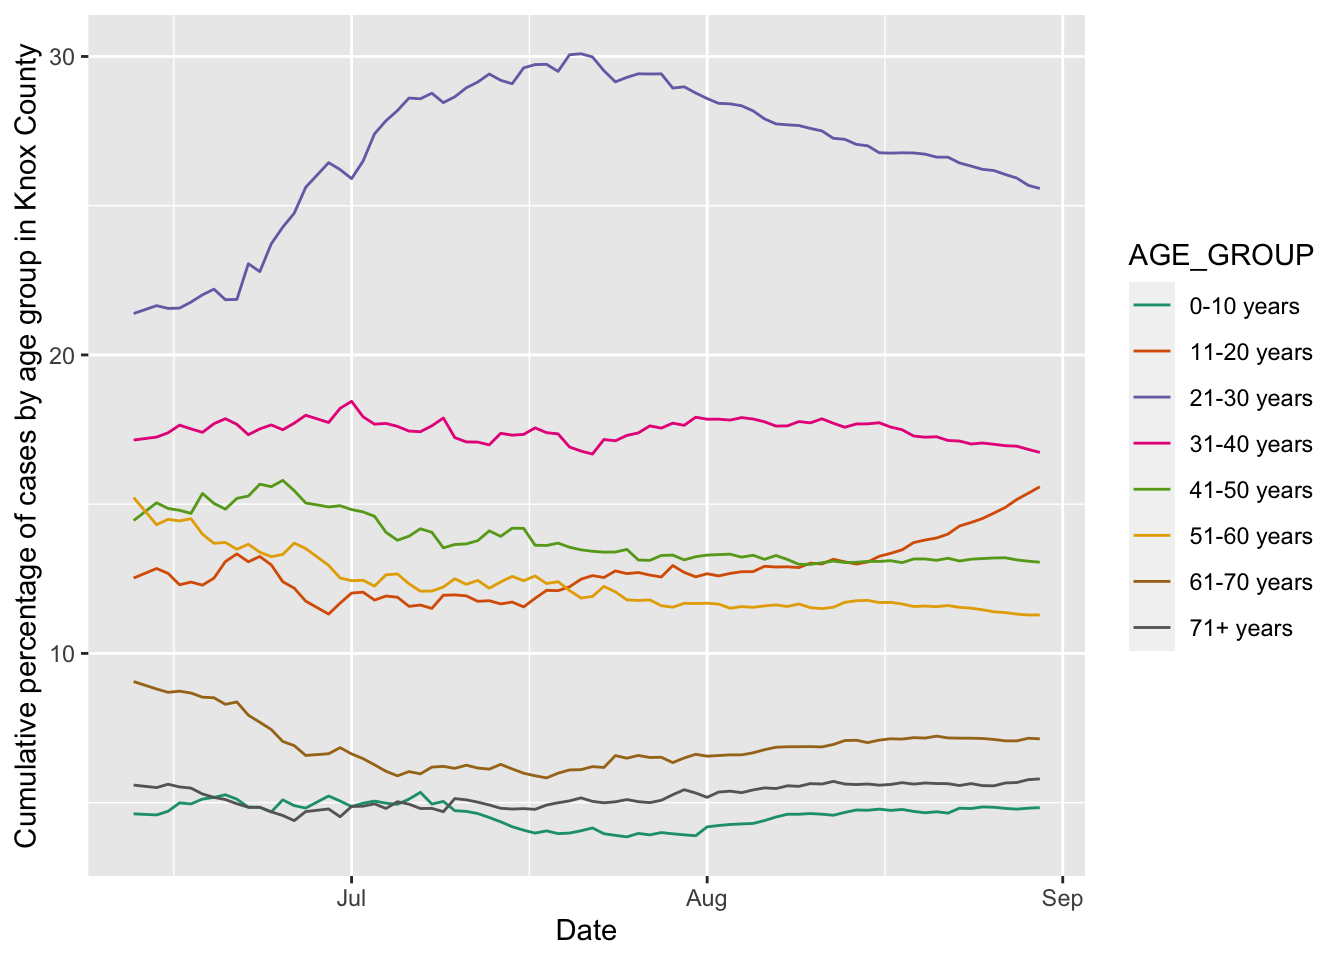 Cumulative percentage of cases by age group in Knox County
30
20
10
Jul
Aug
Sep
Date
AGE_GROUP
0-10 years
11-20 years
21-30 years
31-40 years
41-50 years
51-60 years
61-70 years
71+ years